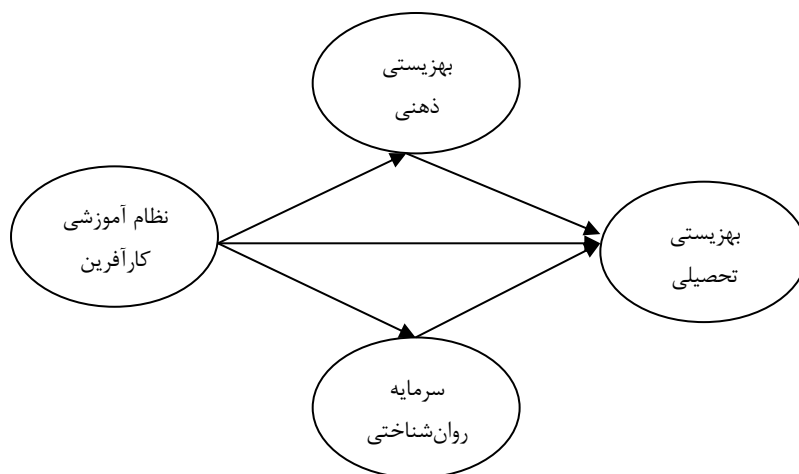 بهزیستی
ذهنی
نظام آموزشی
کارآفرین
بهزیستی
تحصیلی
سرمایه
روان‌شناختی